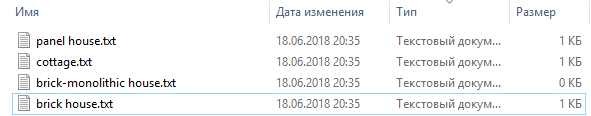 Имя Дата изменения Тип Размер
panel house.txt 18.06.2018 20:35 Текстовый докум... 1 КБ
cottage.txt 18.06.2018 20:35 Текстовый докум... 1 КБ
brick-monolithic house.txt 18.06.2018 20:35 Текстовый докум... 0 КБ
brick house.txt 18.06.2018 20:35 Текстовый докум... 1 КБ